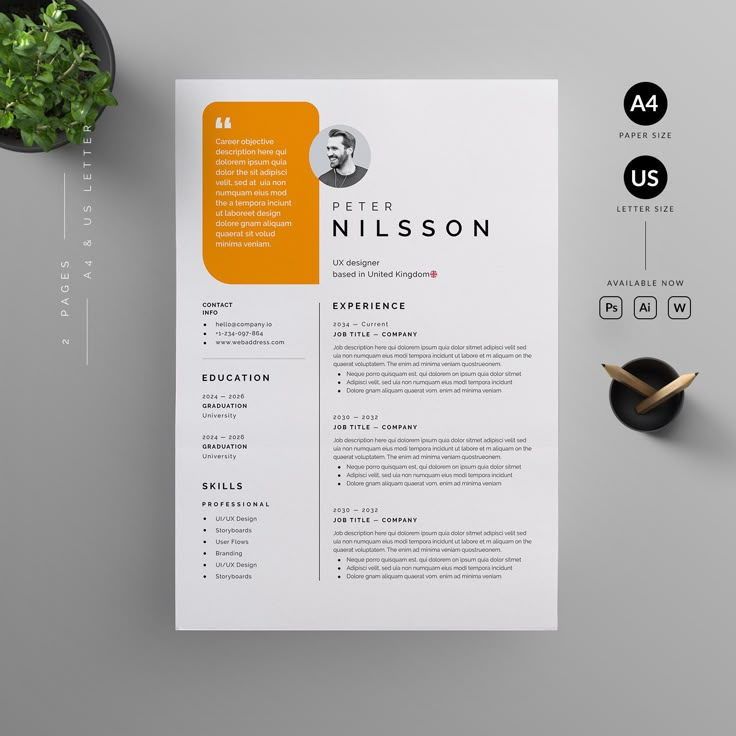 2 PAGES
A4 & US LETTER
“
Career objective
description here qui
dolorem ipsum quia
dolor the sit adipisci
velit, sed at uia non
numquam eius mod
the a tempora inciunt
ut laboreet design
dolore gnam aliquam
quaerat sit volud
minima veniam.
PETER
NILSSON
UX designer
based in United Kingdom
CONTACT
INFO
• hello@company.io
• +1-234-097-864
• www.webaddress.com
EDUCATION
2024 — 2026
GRADUATION
University
2024 — 2026
GRADUATION
University
SKILLS
PROFESSIONAL
• UI/UX Design
• Storyboards
• User Flows
• Branding
• UI/UX Design
• Storyboards
EXPERIENCE
2034 — Current
JOB TITLE — COMPANY
Job description here qui dolorem ipsum quia dolor sitmet adipisci velit sed
uia non numquam eius modi tempora incidunt ut labore et m aliquam on the
quaerat voluptatem. The enim ad minima veniam quostrueonem.
• Neque porro quisquam est, qui dolorem ipsum quia dolor sitmet
• Adipisci velit, sed uia non numquam eius modi tempora incidunt
• Dolore gnam aliquam quaerat vom. enim ad minima veniam
2030 — 2032
JOB TITLE — COMPANY
Job description here qui dolorem ipsum quia dolor sitmet adipisci velit sed
uia non numquam eius modi tempora incidunt ut labore et m aliquam on the
quaerat voluptatem. The enim ad minima veniam quostrueonem.
• Neque porro quisquam est, qui dolorem ipsum quia dolor sitmet
• Adipisci velit, sed uia non numquam eius modi tempora incidunt
• Dolore gnam aliquam quaerat vom. enim ad minima veniam
2030 — 2032
JOB TITLE — COMPANY
Job description here qui dolorem ipsum quia dolor sitmet adipisci velit sed
uia non numquam eius modi tempora incidunt ut labore et m aliquam on the
quaerat voluptatem. The enim ad minima veniam quostrueonem.
• Neque porro quisquam est, qui dolorem ipsum quia dolor sitmet
• Adipisci velit, sed uia non numquam eius modi tempora incidunt
• Dolore gnam aliquam quaerat vom. enim ad minima veniam
A4
PAPER SIZE
US
LETTER SIZE
AVAILABLE NOW
Ps Ai W